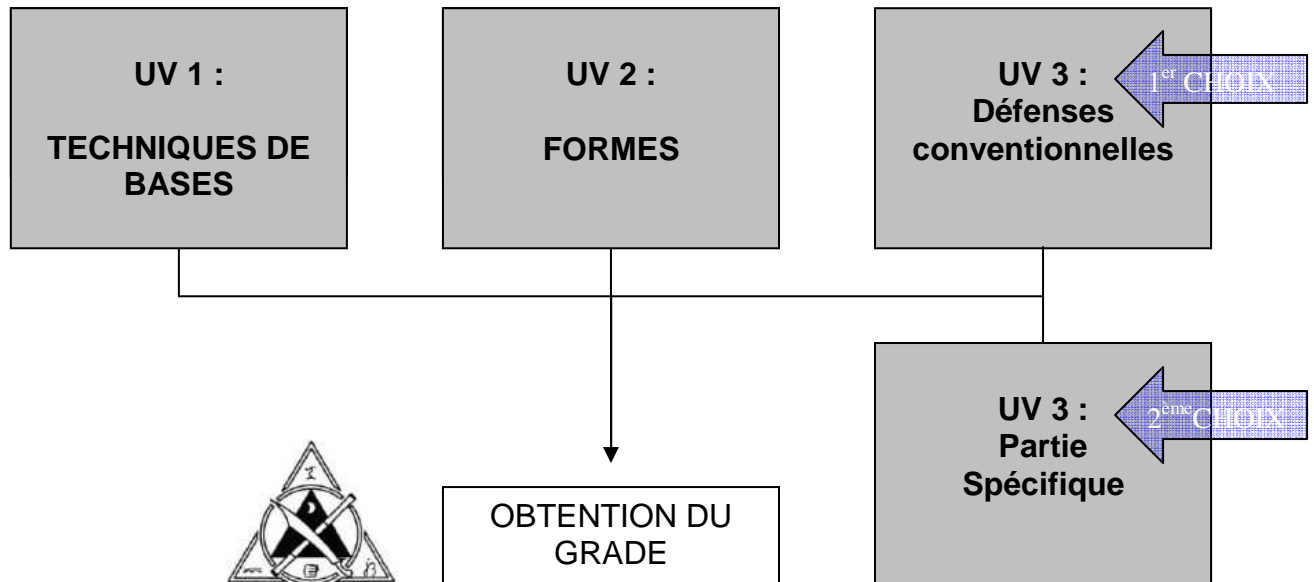 UV 1 :
TECHNIQUES DE
BASES
UV 2 :
FORMES
UV 3 :
Défenses
conventionnelles
1er CHOIX
UV 3 :
Partie
Spécifique
2ème CHOIX
OBTENTION DU
GRADE